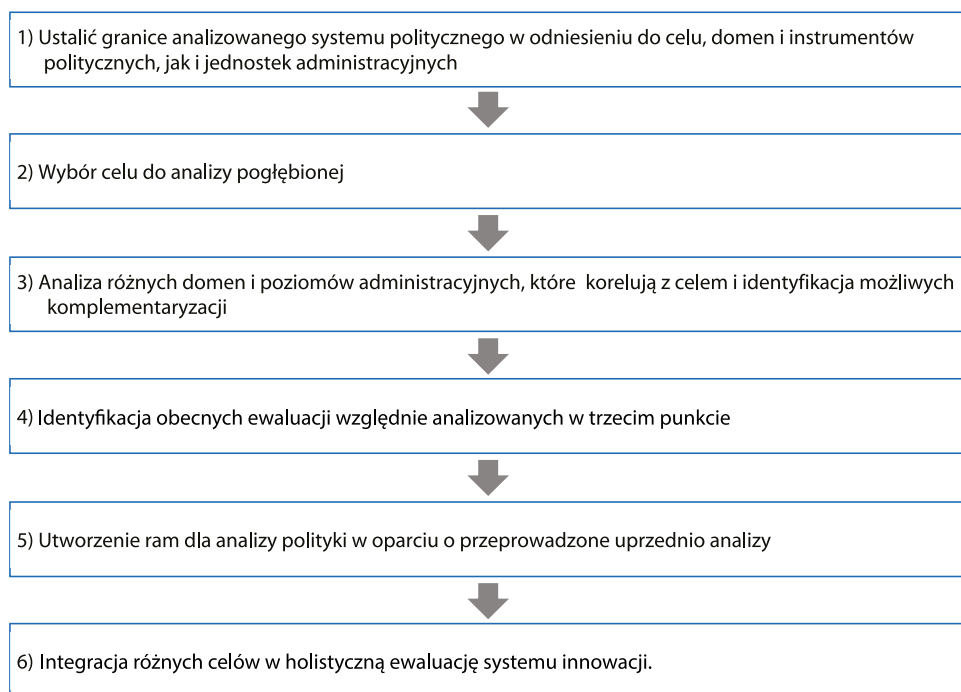 1) Ustalić granice analizowanego systemu politycznego w odniesieniu do celu, domen i instrumentów
politycznych, jak i jednostek administracyjnych
2) Wybór celu do analizy pogłębionej
3) Analiza różnych domen i poziomów administracyjnych, które korelują z celem i identyfikacja możliwych
komplementaryzacji
4) Identyfikacja obecnych ewaluacji względnie analizowanych w trzecim punkcie
5) Utworzenie ram dla analizy polityki w oparciu o przeprowadzone uprzednio analizy
6) Integracja różnych celów w holistyczną ewaluację systemu innowacji.